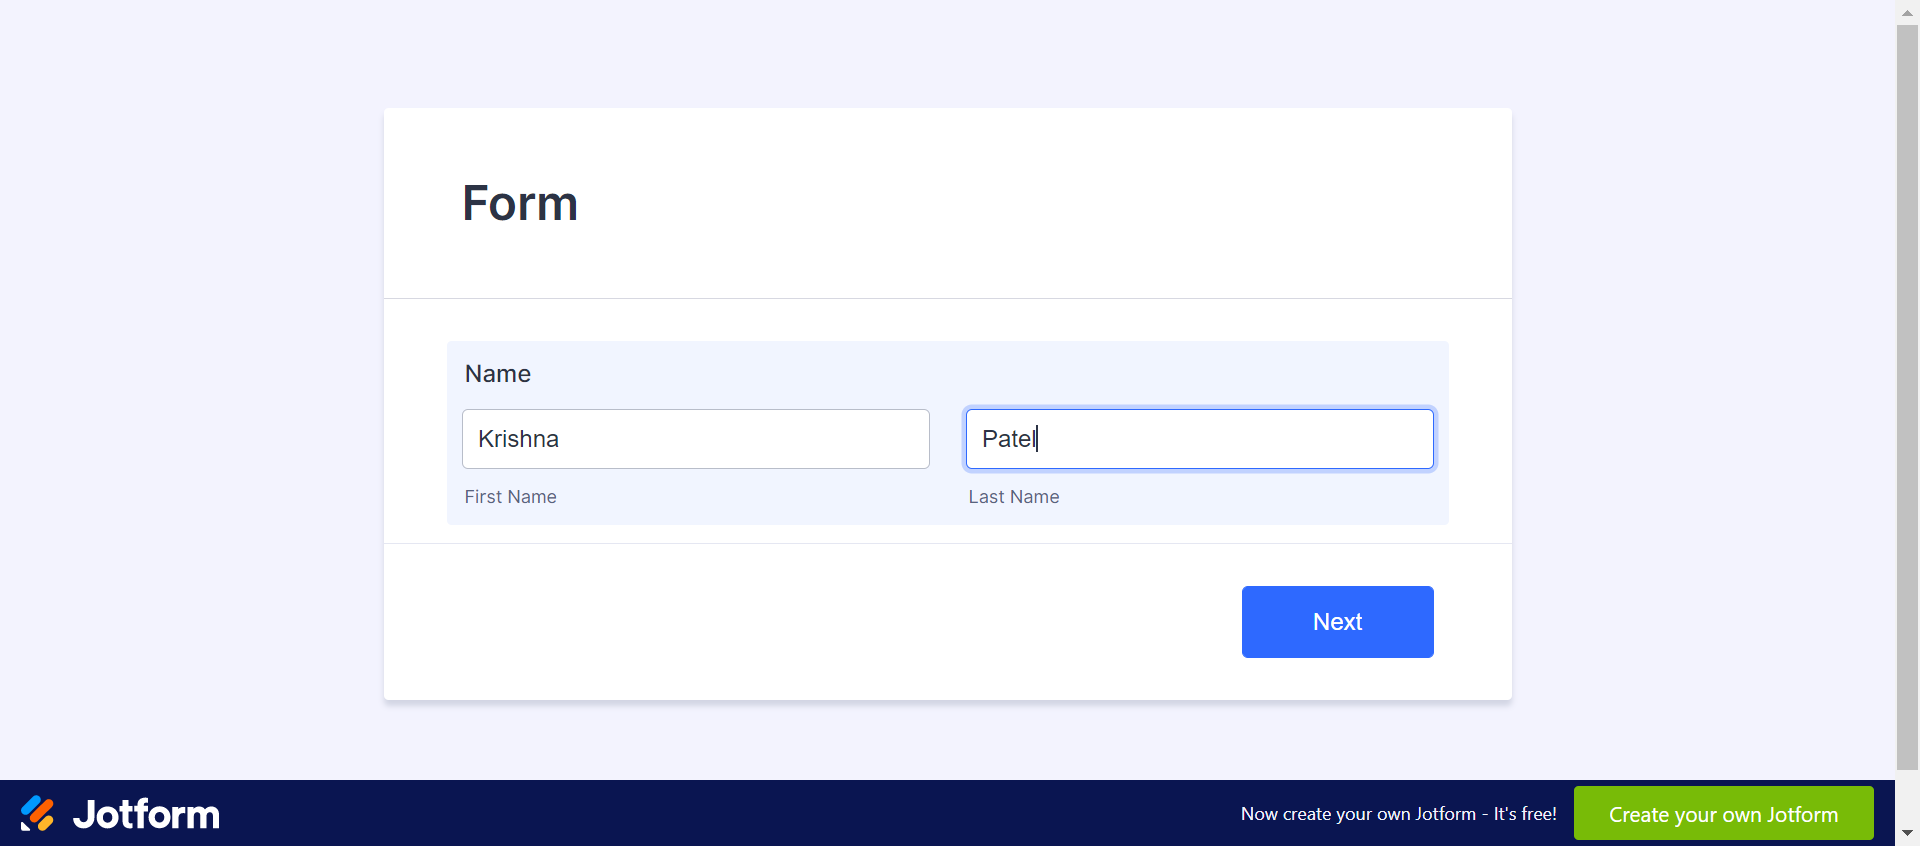 Form
Name
Krishna
Patel
First Name
Last Name
Next
Jotform
Now create your own Jotform - It's free!
Create your own Jotform